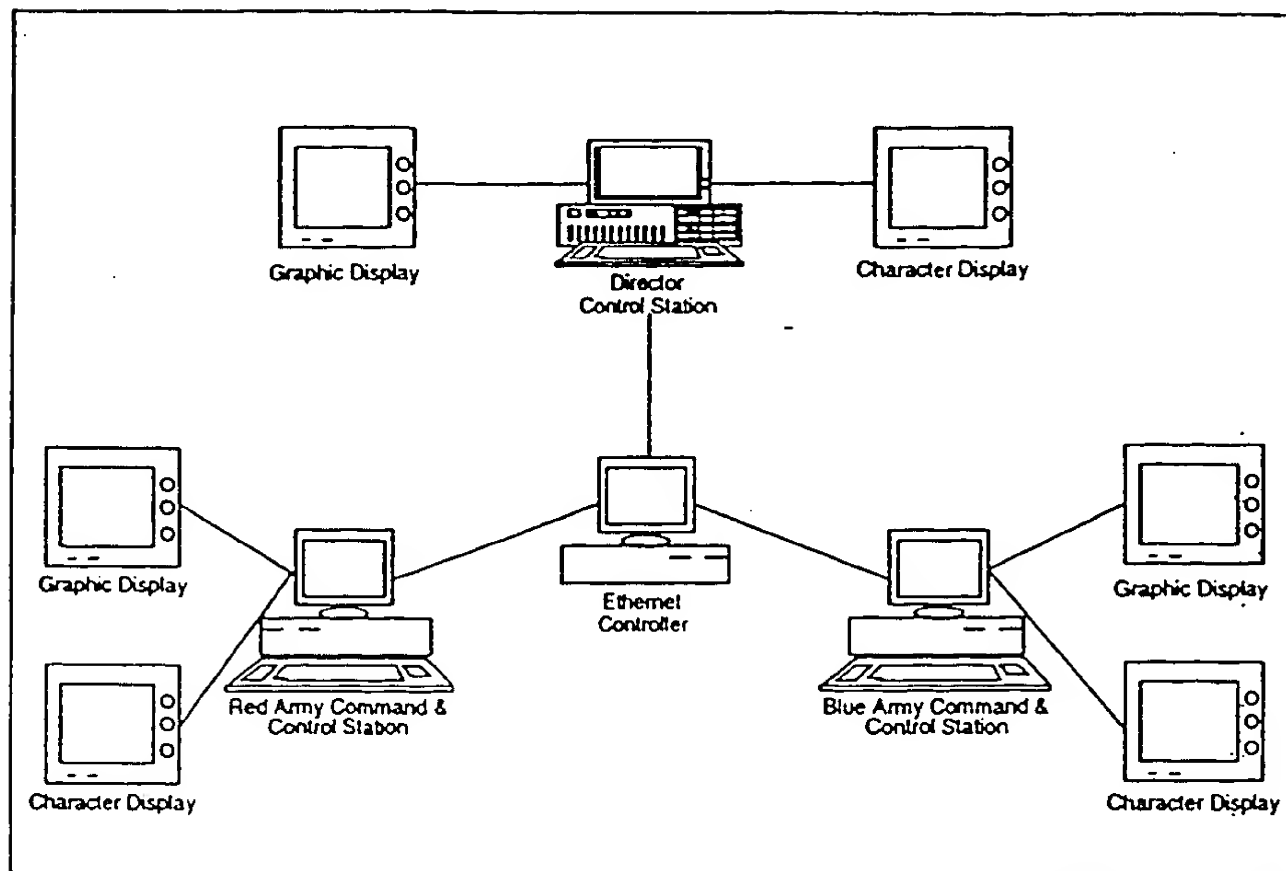 Graphic Display
Director
Control Station
Character Display
Graphic Display
Ethernet
Controller
Graphic Display
Red Army Command &
Control Station
Blue Army Command &
Control Station
Character Display
Character Display